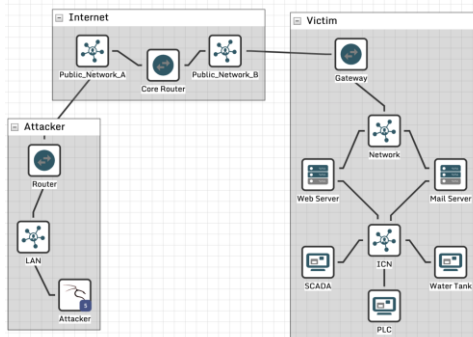 Internet
Public_Network_A
Core Router
Public_Network_B
Attacker
Router
LAN
Attacker
$
Victim
Gateway
Network
Web Server
Mail Server
ICN
SCADA
Water Tank
PLC